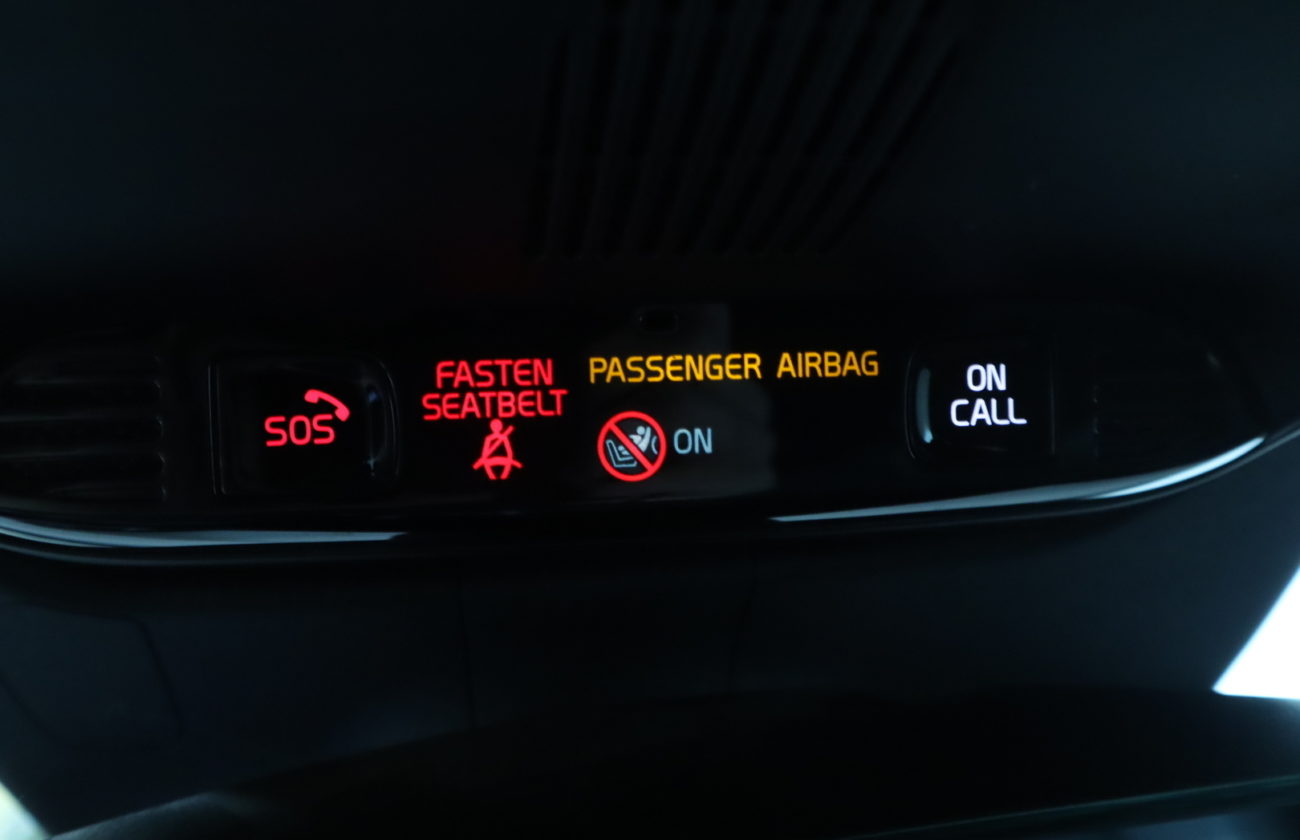 SOS
FASTEN
SEATBELT
PASSENGER AIRBAG
ON
ON
CALL